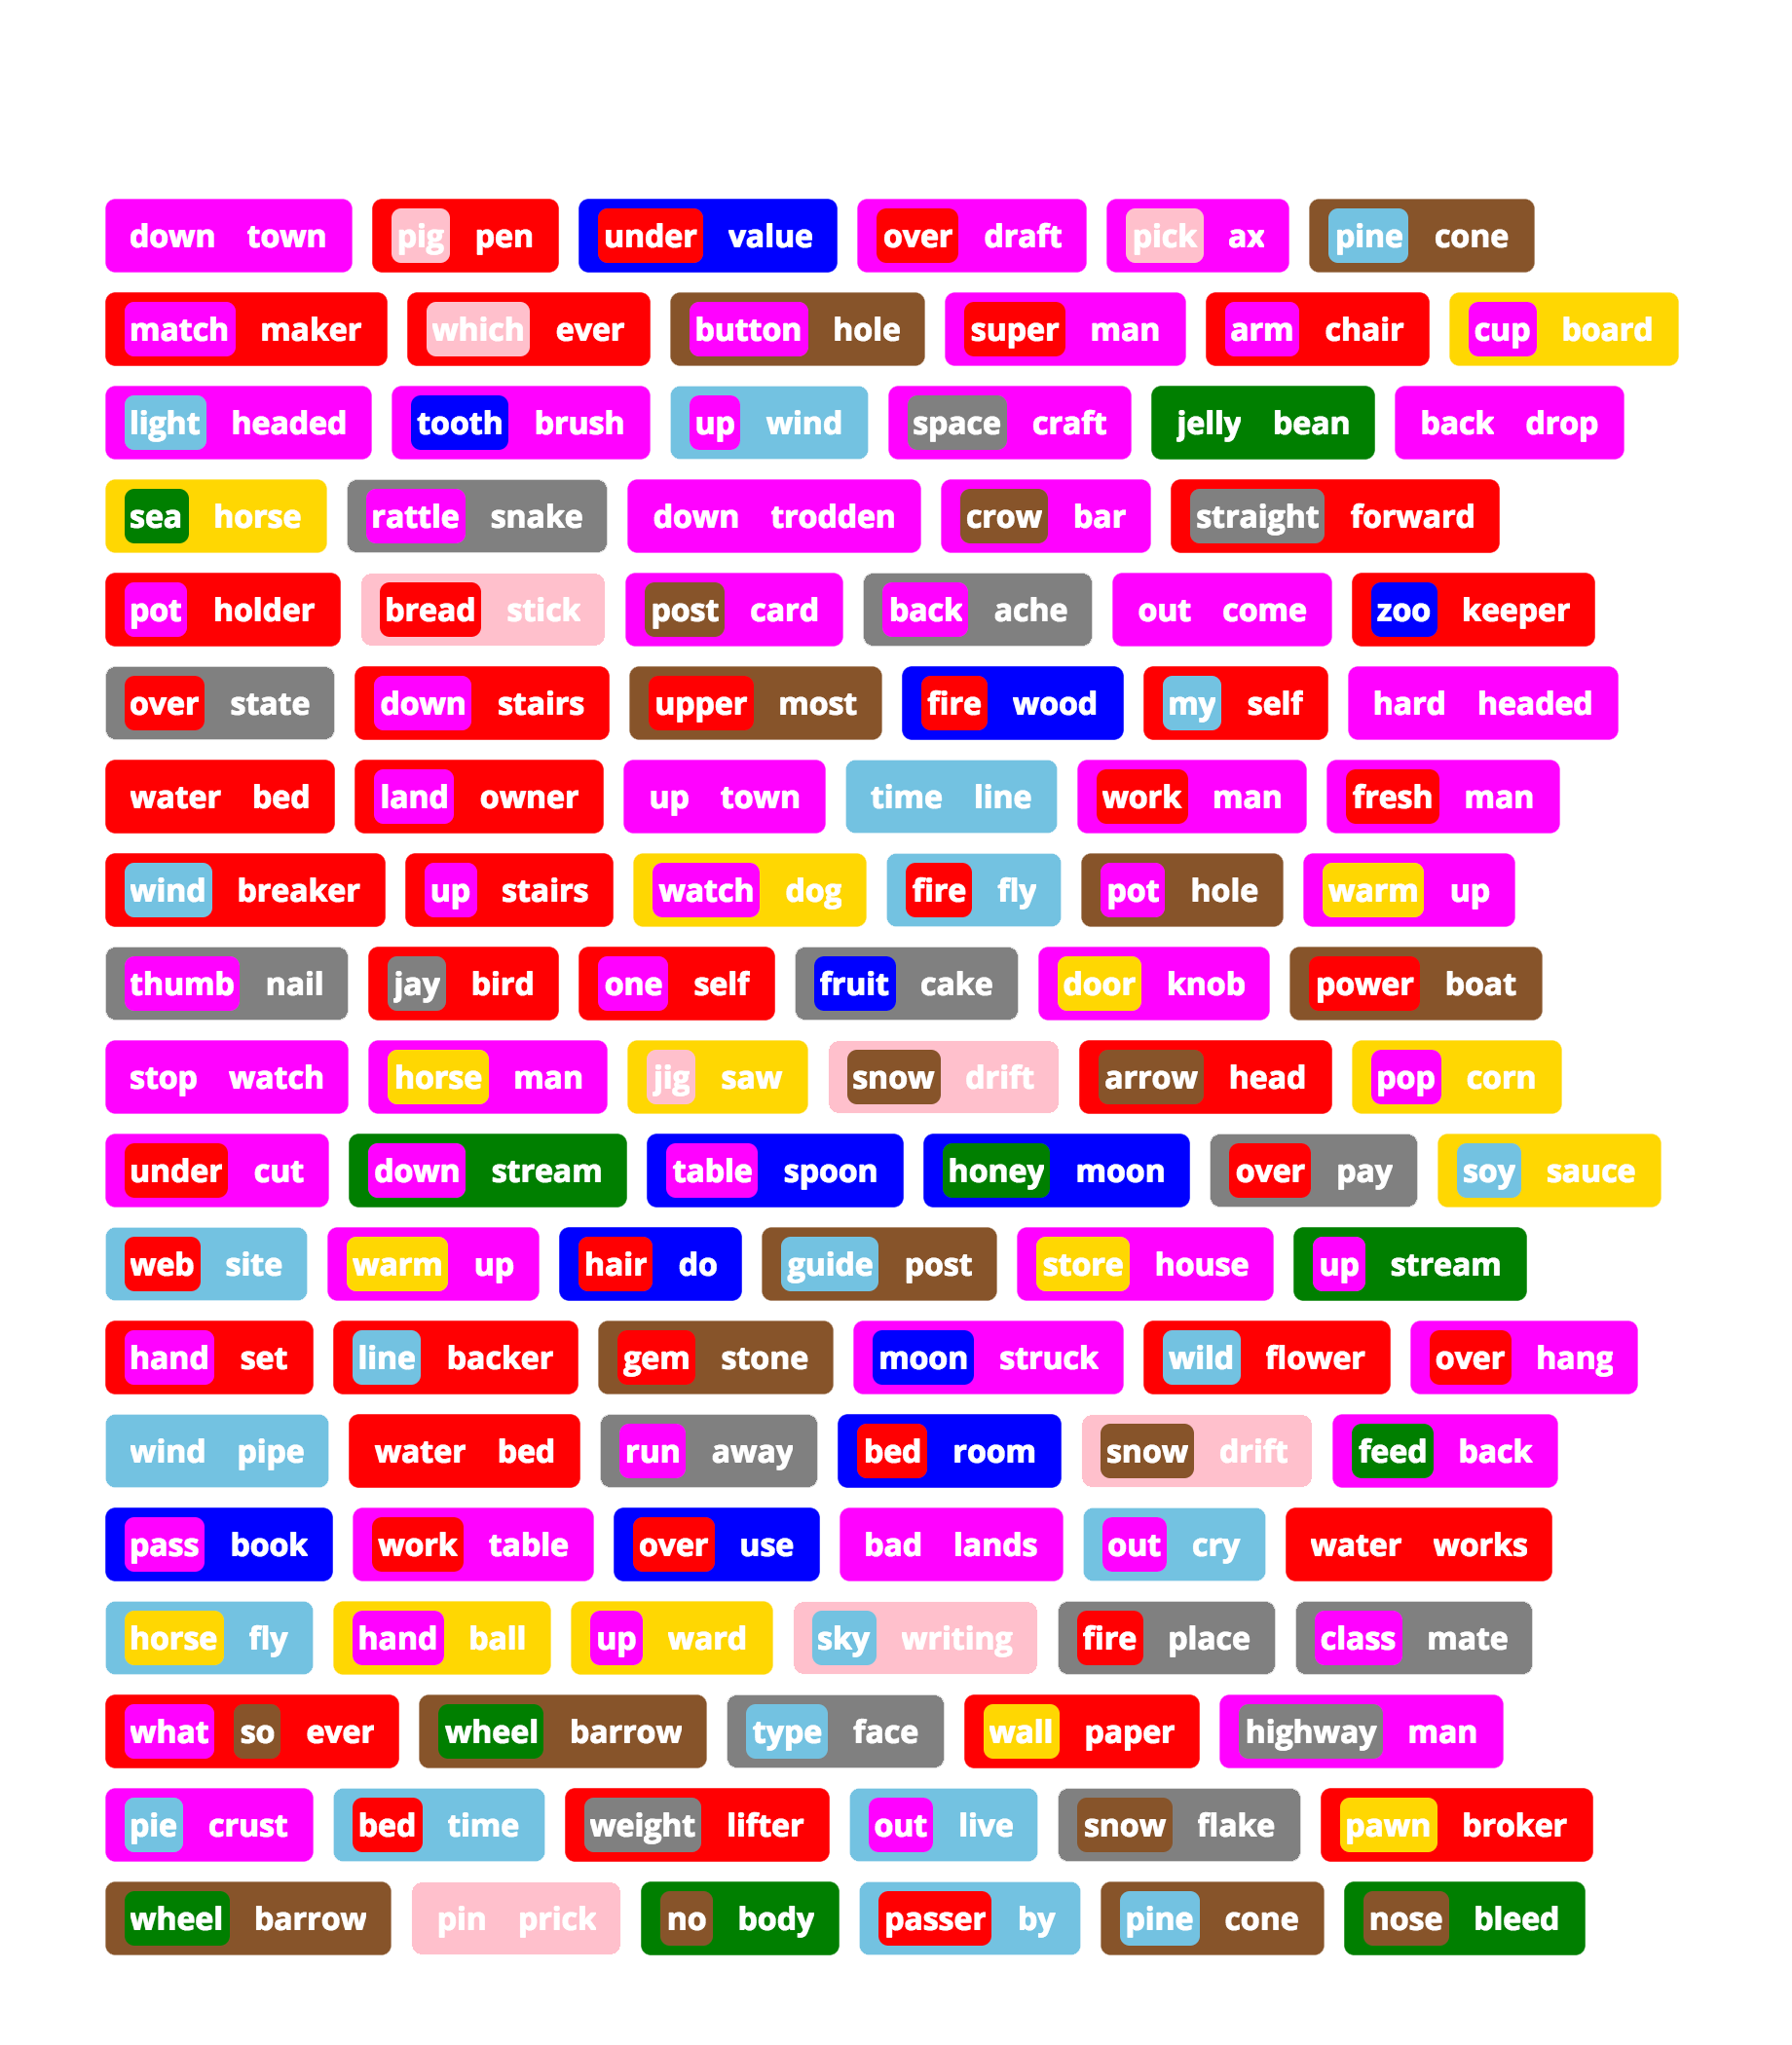 down town pig pen under value over draft pick ax pine cone
match maker which ever button hole super man arm chair cup board
light headed tooth brush up wind space craft jelly bean back drop
sea horse rattle snake down trodden crow bar straight forward
pot holder bread stick post card back ache out come zoo keeper
over state down stairs upper most fire wood my self hard headed
water bed land owner up town time line work man fresh man
wind breaker up stairs watch dog fire fly pot hole warm up
thumb nail jay bird one self fruit cake door knob power boat
stop watch horse man jig saw snow drift arrow head pop corn
under cut down stream table spoon honey moon over pay soy sauce
web site warm up hair do guide post store house up stream
hand set line backer gem stone moon struck wild flower over hang
wind pipe water bed run away bed room snow drift feed back
pass book work table over use bad lands out cry water works
horse fly hand ball up ward sky writing fire place class mate
what so ever wheel barrow type face wall paper highway man
pie crust bed time weight lifter out live snow flake pawn broker
wheel barrow pin prick no body passer by pine cone nose bleed